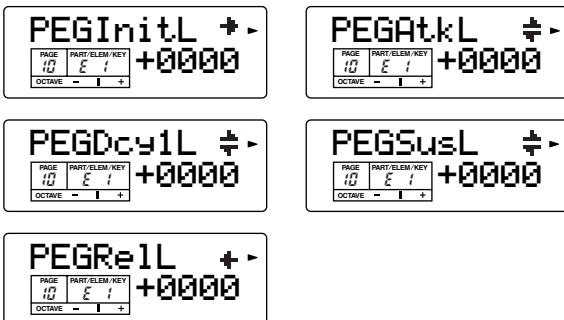 PEGInitL
PAGE PART/ELEM/KEY
10 E 1 +0000
OCTAVE − +
PEGAtkL
PAGE PART/ELEM/KEY
10 E 1 +0000
OCTAVE − +
PEGDcy1L
PAGE PART/ELEM/KEY
10 E 1 +0000
OCTAVE − +
PEGSusL
PAGE PART/ELEM/KEY
10 E 1 +0000
OCTAVE − +
PEGRelL
PAGE PART/ELEM/KEY
10 E 1 +0000
OCTAVE − +